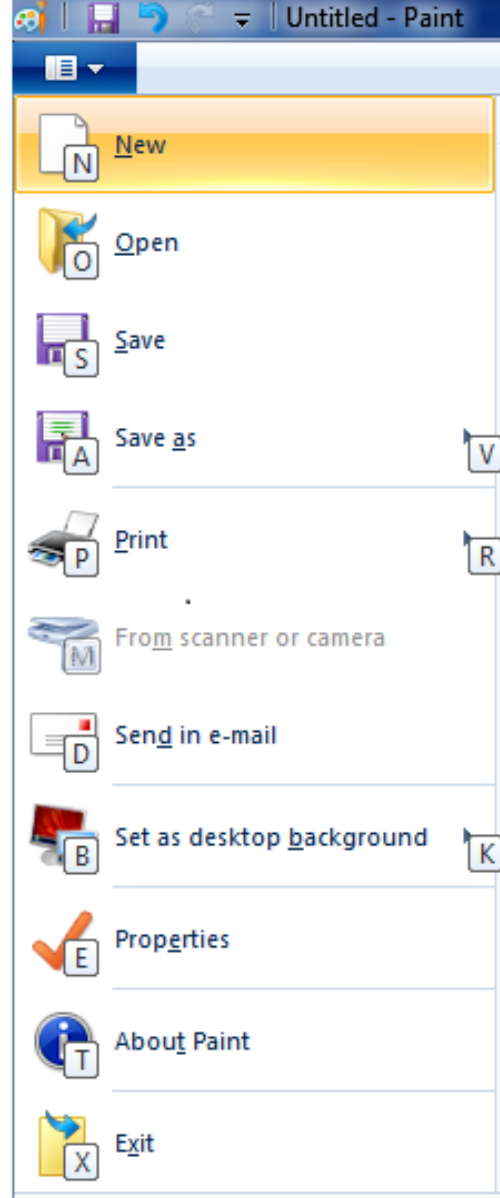 Untitled - Paint
New
N
Open
O
Save
S
Save as
A
V
Print
P
R
From scanner or camera
M
Send in e-mail
D
Set as desktop background
B
K
Properties
E
About Paint
T
Exit
X